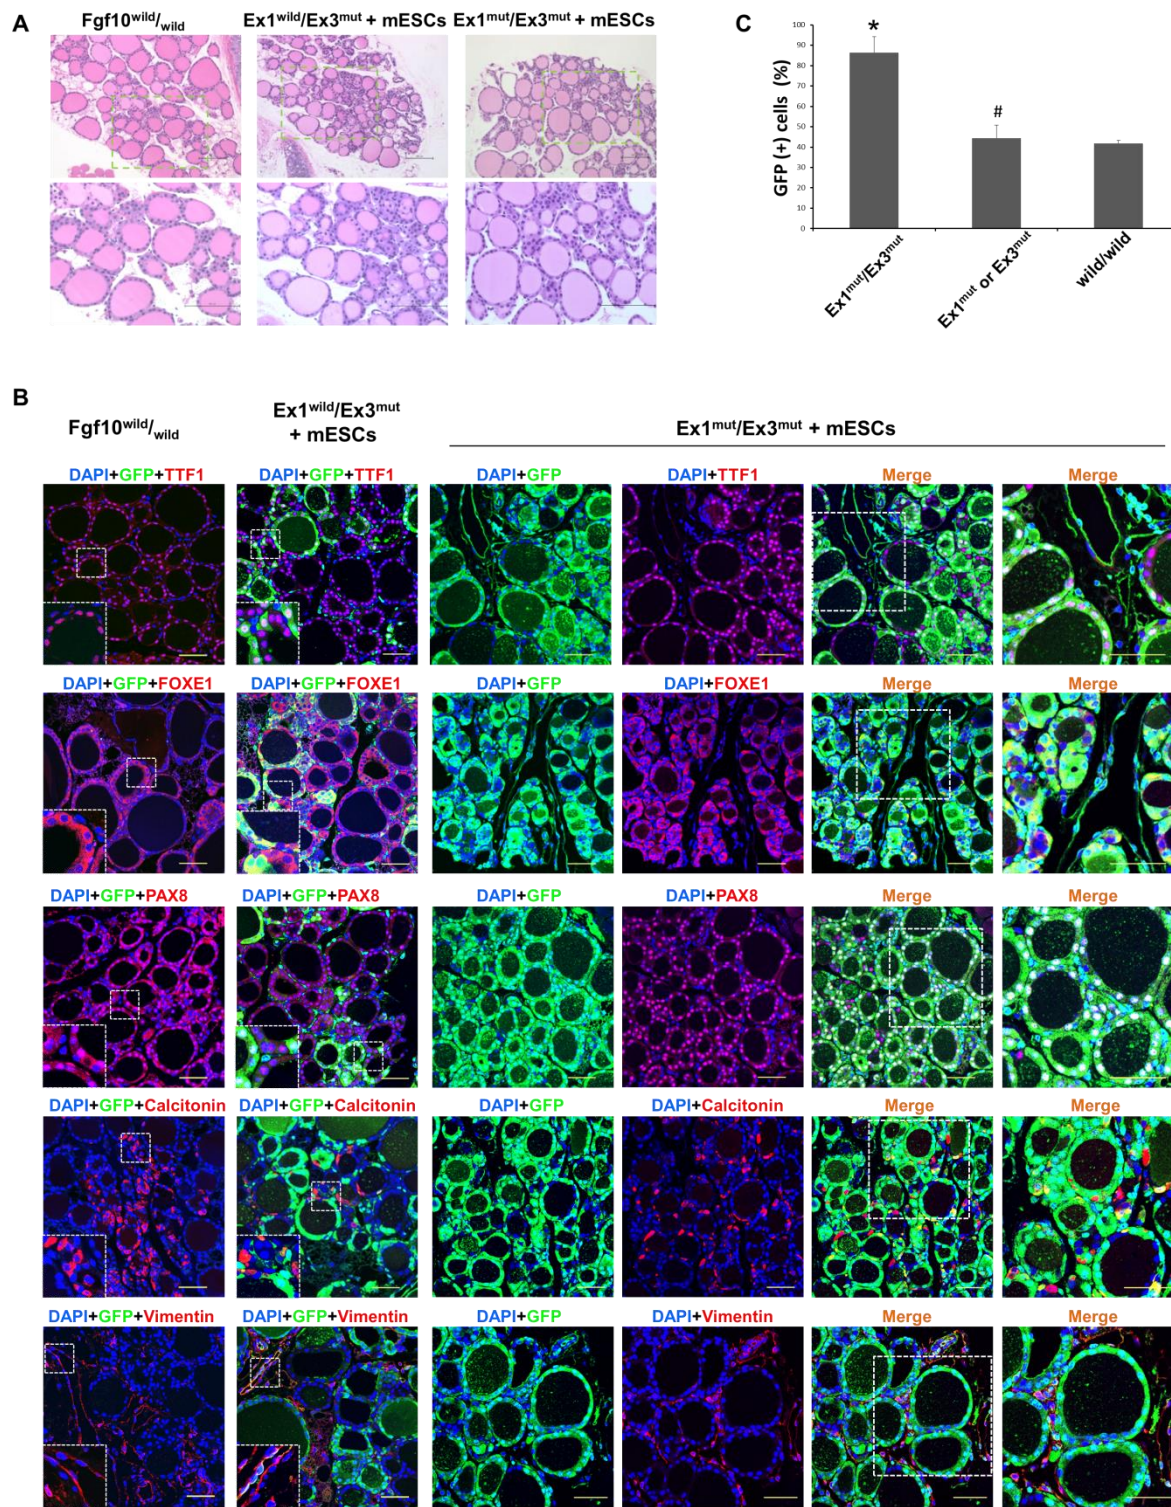 A
Fgf10wild/wild
Ex1wild/Ex3mut + mESCs
Ex1mut/Ex3mut + mESCs
C
GFP (+) cells (%)
100
90
80
70
60
50
40
30
20
10
0
*
#
Ex1mut/Ex3mut
Ex1mut or Ex3mut
wild/wild
B
Fgf10wild/wild
Ex1wild/Ex3mut
+ mESCs
Ex1mut/Ex3mut + mESCs
DAPI+GFP+TTF1
DAPI+GFP+TTF1
DAPI+GFP
DAPI+TTF1
Merge
Merge
DAPI+GFP+FOXE1
DAPI+GFP+FOXE1
DAPI+GFP
DAPI+FOXE1
Merge
Merge
DAPI+GFP+PAX8
DAPI+GFP+PAX8
DAPI+GFP
DAPI+PAX8
Merge
Merge
DAPI+GFP+Calcitonin
DAPI+GFP+Calcitonin
DAPI+GFP
DAPI+Calcitonin
Merge
Merge
DAPI+GFP+Vimentin
DAPI+GFP+Vimentin
DAPI+GFP
DAPI+Vimentin
Merge
Merge